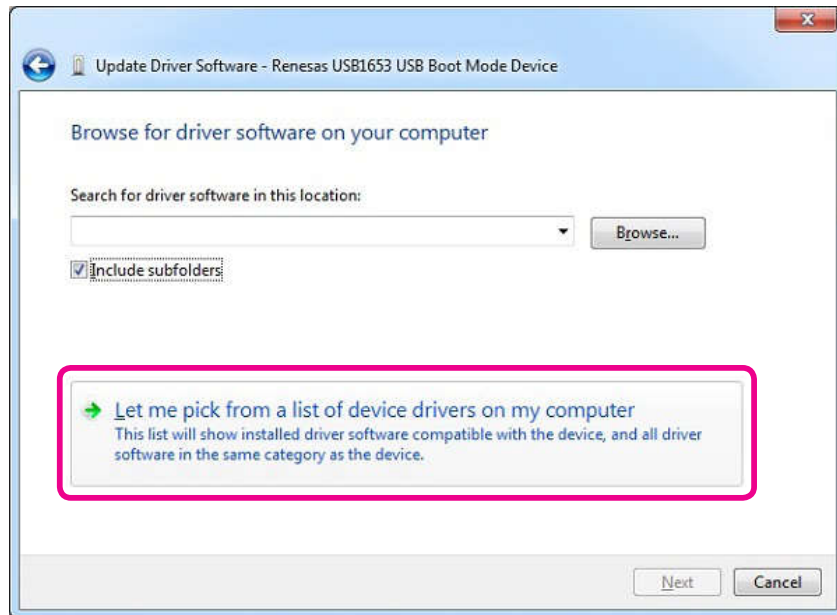 Update Driver Software - Renesas USB1653 USB Boot Mode Device
Browse for driver software on your computer
Search for driver software in this location:
Browse...
Include subfolders
Let me pick from a list of device drivers on my computer
This list will show installed driver software compatible with the device, and all driver
software in the same category as the device.
Next
Cancel